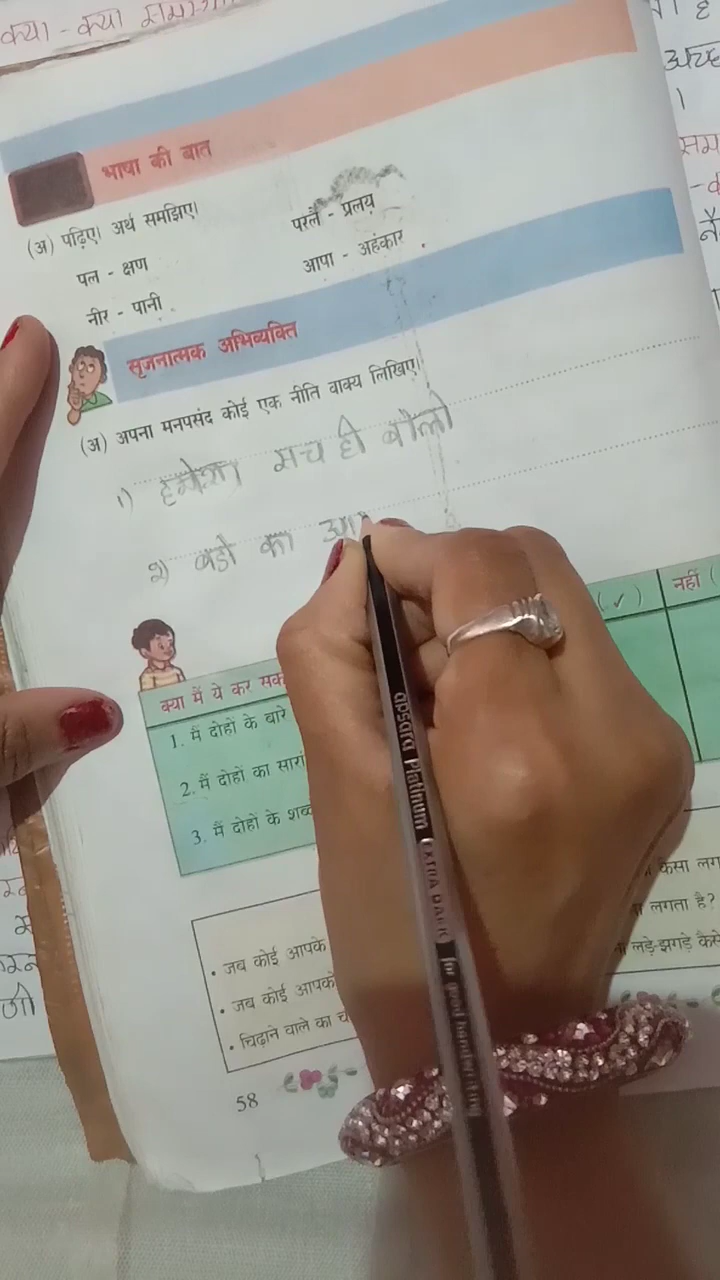 क्या - क्या
भाषा की बात
(अ) पढ़िए। अर्थ समझिए।
पल - क्षण
परलै - प्रलय
नीर - पानी
आपा - अहंकार
सृजनात्मक अभिव्यक्ति
(अ) अपना मनपसंद कोई एक नीति वाक्य लिखिए।
1) हमेशा सच ही बोलो
2) बडो का
(✓)
नहीं (
क्या मैं ये कर सक
1. मैं दोहों के बारे
2. मैं दोहों का सारां
3. मैं दोहों के शब्द
कैसा लग
• जब कोई आपके
लगता है?
• जब कोई आपको
लड़े-झगड़े कैसे
• चिढ़ाने वाले का च
58
apsara Platinum EXTRA DARK for good handwriting